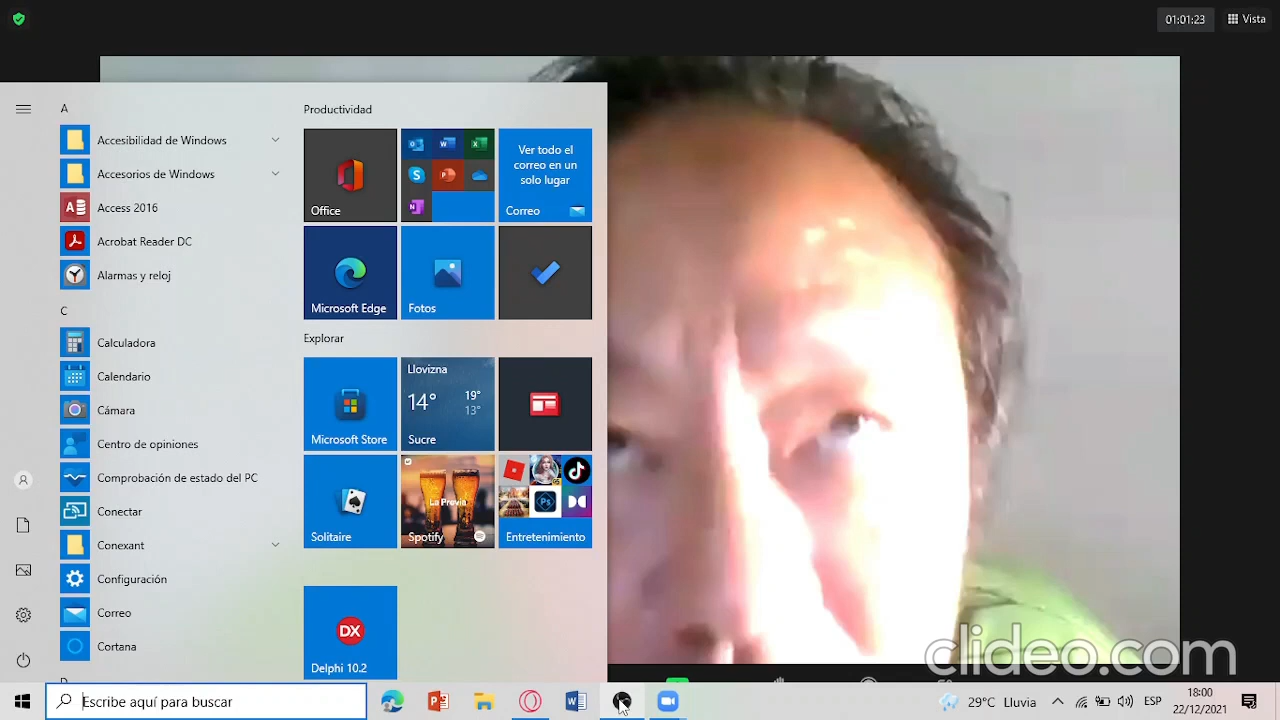 01:01:23
Vista
A
Accesibilidad de Windows
Accesorios de Windows
Access 2016
Acrobat Reader DC
Alarmas y reloj
C
Calculadora
Calendario
Cámara
Centro de opiniones
Comprobación de estado del PC
Conectar
Conexant
Configuración
Correo
Cortana
Productividad
Office
Ver todo el
correo en un
solo lugar
Correo
Microsoft Edge
Fotos
Explorar
Microsoft Store
Llovizna
14°
19°
13°
Sucre
Solitaire
La Previa
Spotify
Entretenimiento
DX
Delphi 10.2
clideo.com
Escribe aquí para buscar
29°C Lluvia
ESP
18:00
22/12/2021